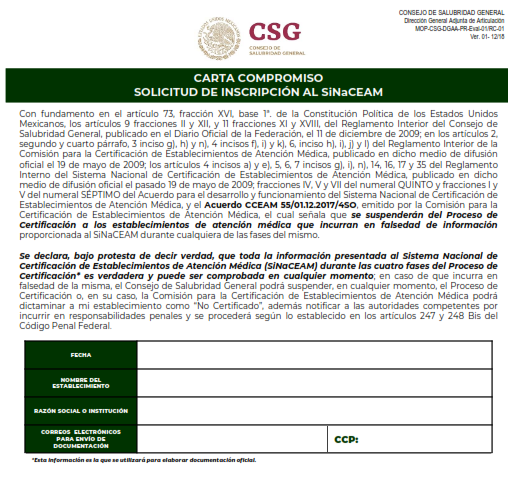 CONSEJO DE SALUBRIDAD GENERAL
Dirección General Adjunta de Articulación
MOP-CSG-DGAA-PR-Eval-01/RC-01
Ver. 01- 12/18
CSG
CONSEJO DE
SALUBRIDAD GENERAL
CARTA COMPROMISO
SOLICITUD DE INSCRIPCIÓN AL SiNaCEAM
Con fundamento en el artículo 73, fracción XVI, base 1ª. de la Constitución Política de los Estados Unidos
Mexicanos, los artículos 9 fracciones II y XII, y 11 fracciones XI y XVIII, del Reglamento Interior del Consejo de
Salubridad General, publicado en el Diario Oficial de la Federación, el 11 de diciembre de 2009; en los artículos 2,
segundo y cuarto párrafo, 3 inciso g), h) y n), 4 incisos f), i) y k), 6, inciso h), i), j) y l) del Reglamento Interior de la
Comisión para la Certificación de Establecimientos de Atención Médica, publicado en dicho medio de difusión
oficial el 19 de mayo de 2009; los artículos 4 incisos a) y e), 5, 6, 7 incisos g), i), n), 14, 16, 17 y 35 del Reglamento
Interno del Sistema Nacional de Certificación de Establecimientos de Atención Médica, publicado en dicho
medio de difusión oficial el pasado 19 de mayo de 2009; fracciones IV, V y VII del numeral QUINTO y fracciones I y
V del numeral SÉPTIMO del Acuerdo para el desarrollo y funcionamiento del Sistema Nacional de Certificación de
Establecimientos de Atención Médica, y el Acuerdo CCEAM 55/01.12.2017/4SO, emitido por la Comisión para la
Certificación de Establecimientos de Atención Médica, el cual señala que se suspenderán del Proceso de
Certificación a los establecimientos de atención médica que incurran en falsedad de información
proporcionada al SiNaCEAM durante cualquiera de las fases del mismo.
Se declara, bajo protesta de decir verdad, que toda la información presentada al Sistema Nacional de
Certificación de Establecimientos de Atención Médica (SiNaCEAM) durante las cuatro fases del Proceso de
Certificación* es verdadera y puede ser comprobada en cualquier momento; en caso de que incurra en
falsedad de la misma, el Consejo de Salubridad General podrá suspender, en cualquier momento, el Proceso de
Certificación o, en su caso, la Comisión para la Certificación de Establecimientos de Atención Médica podrá
dictaminar a mi establecimiento como “No Certificado”, además notificar a las autoridades competentes por
incurrir en responsabilidades penales y se procederá según lo establecido en los artículos 247 y 248 Bis del
Código Penal Federal.
FECHA
NOMBRE DEL
ESTABLECIMIENTO
RAZÓN SOCIAL O INSTITUCIÓN
CORREOS ELECTRÓNICOS
PARA ENVÍO DE
DOCUMENTACIÓN
CCP:
*Esta información es la que se utilizará para elaborar documentación oficial.